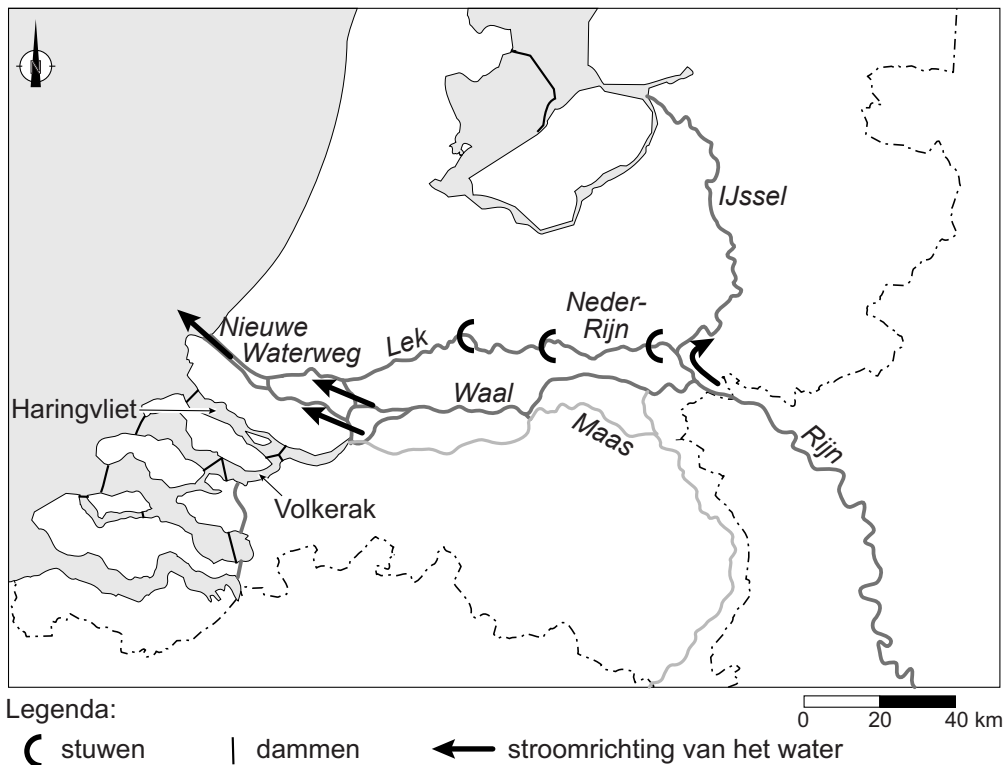 N
IJssel
Neder-
Rijn
Nieuwe
Waterweg
Lek
Haringvliet
Waal
Maas
Rijn
Volkerak
Legenda:
stuwen
dammen
stroomrichting van het water
0 20 40 km